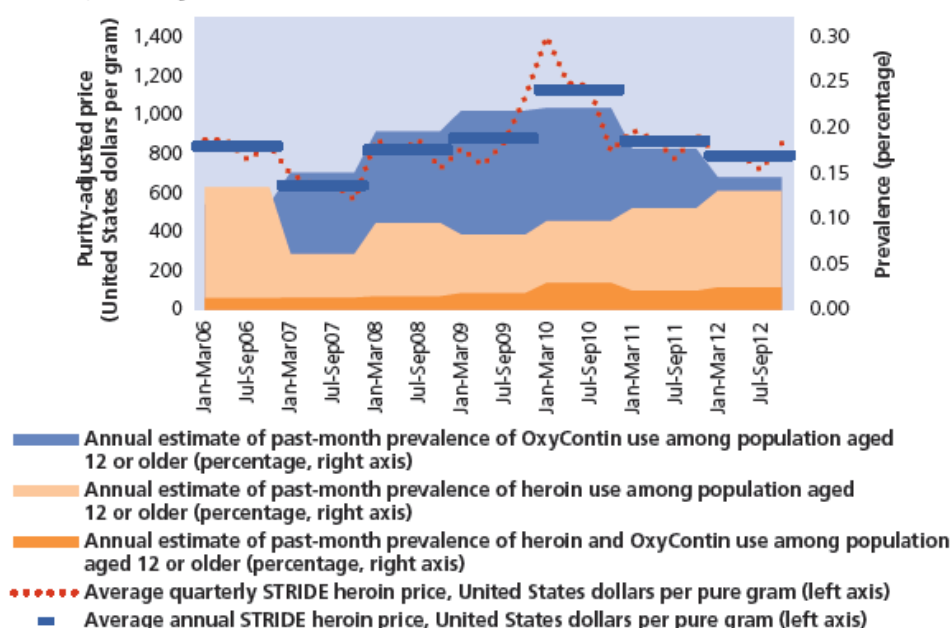 Purity-adjusted price
(United States dollars per gram)
1,400
1,200
1,000
800
600
400
200
0
0.30
0.25
0.20
0.15
0.10
0.05
0.00
Prevalence (percentage)
Jan-Mar06
Jul-Sep06
Jan-Mar07
Jul-Sep07
Jan-Mar08
Jul-Sep08
Jan-Mar09
Jul-Sep09
Jan-Mar10
Jul-Sep10
Jan-Mar11
Jul-Sep11
Jan-Mar12
Jul-Sep12
Annual estimate of past-month prevalence of OxyContin use among population aged
12 or older (percentage, right axis)
Annual estimate of past-month prevalence of heroin use among population aged
12 or older (percentage, right axis)
Annual estimate of past-month prevalence of heroin and OxyContin use among population
aged 12 or older (percentage, right axis)
Average quarterly STRIDE heroin price, United States dollars per pure gram (left axis)
Average annual STRIDE heroin price, United States dollars per pure gram (left axis)